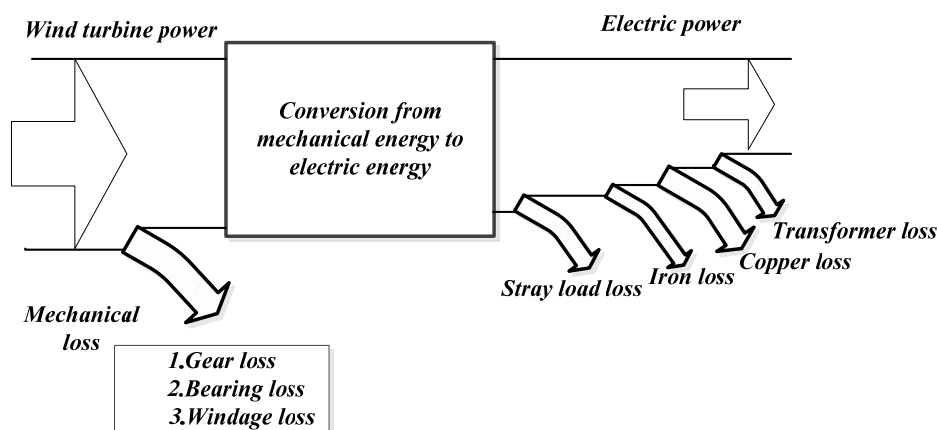 Wind turbine power
Electric power
Conversion from
mechanical energy to
electric energy
Transformer loss
Copper loss
Iron loss
Stray load loss
Mechanical
loss
1.Gear loss
2.Bearing loss
3.Windage loss